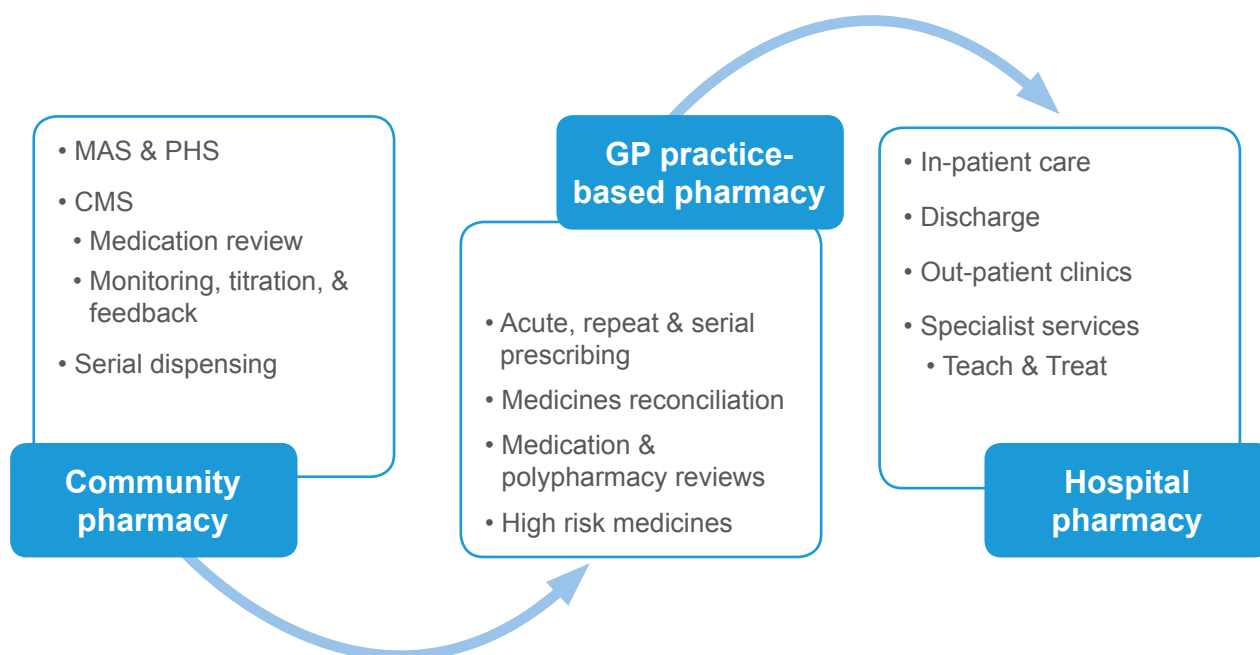 • MAS & PHS
• CMS
• Medication review
• Monitoring, titration, &
feedback
• Serial dispensing
Community
pharmacy
GP practice-
based pharmacy
• Acute, repeat & serial
prescribing
• Medicines reconciliation
• Medication &
polypharmacy reviews
• High risk medicines
• In-patient care
• Discharge
• Out-patient clinics
• Specialist services
• Teach & Treat
Hospital
pharmacy